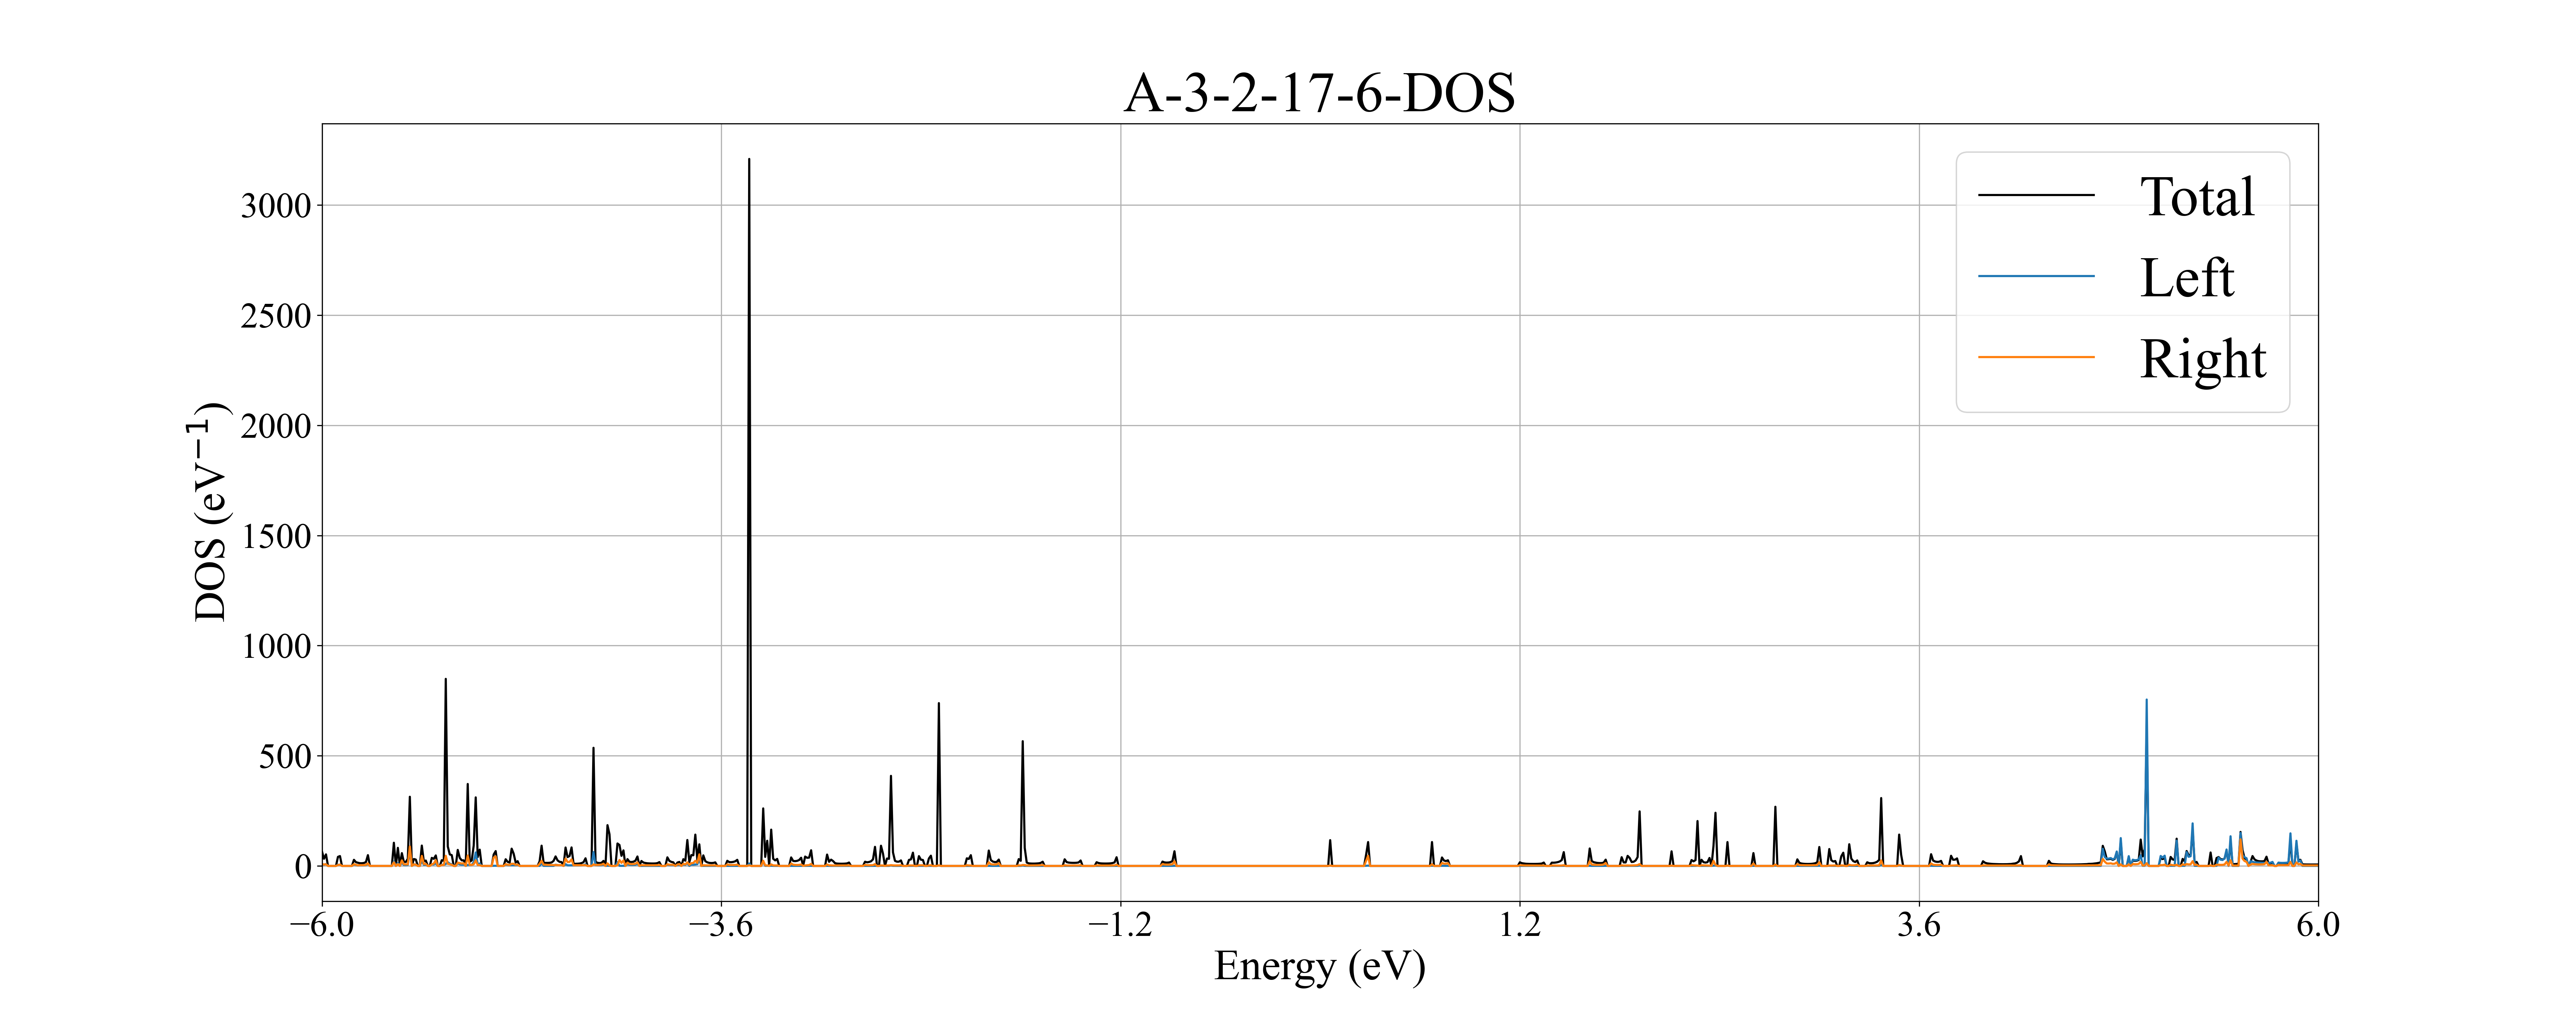 A-3-2-17-6-DOS
Total
Left
Right
3000
2500
2000
1500
1000
500
0
DOS (eV⁻¹)
−6.0 −3.6 −1.2 1.2 3.6 6.0
Energy (eV)